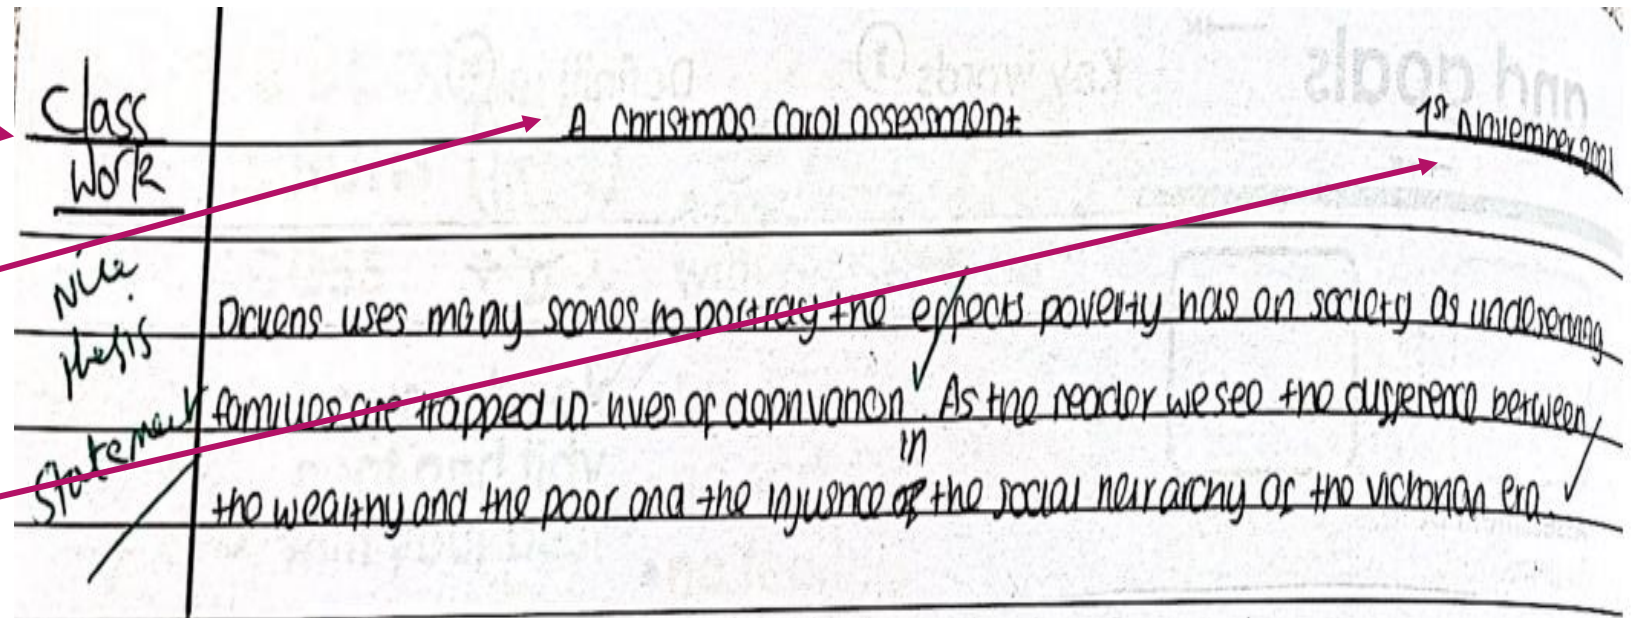 Class
Work
A Christmas Carol assessment
1st November 2021
Nice
thesis
statement
Dickens uses many scenes to portray the effects poverty has on society as undeserving
families are trapped in lives of deprivation. As the reader we see the difference between
in
the wealthy and the poor and the injustice of the social heirarchy of the victorian era.